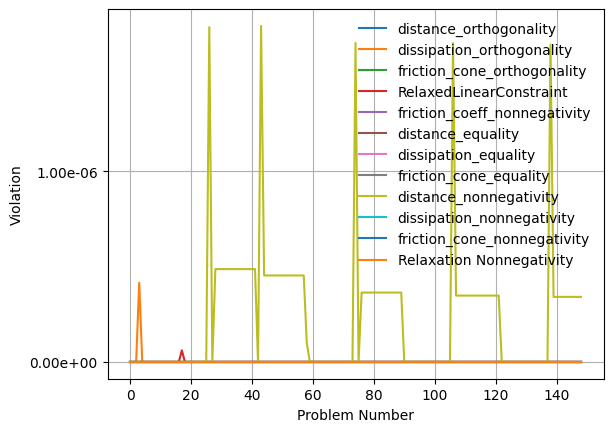 distance_orthogonality
dissipation_orthogonality
friction_cone_orthogonality
RelaxedLinearConstraint
friction_coeff_nonnegativity
distance_equality
dissipation_equality
friction_cone_equality
distance_nonnegativity
dissipation_nonnegativity
friction_cone_nonnegativity
Relaxation Nonnegativity
Violation
1.00e-06
0.00e+00
0 20 40 60 80 100 120 140
Problem Number